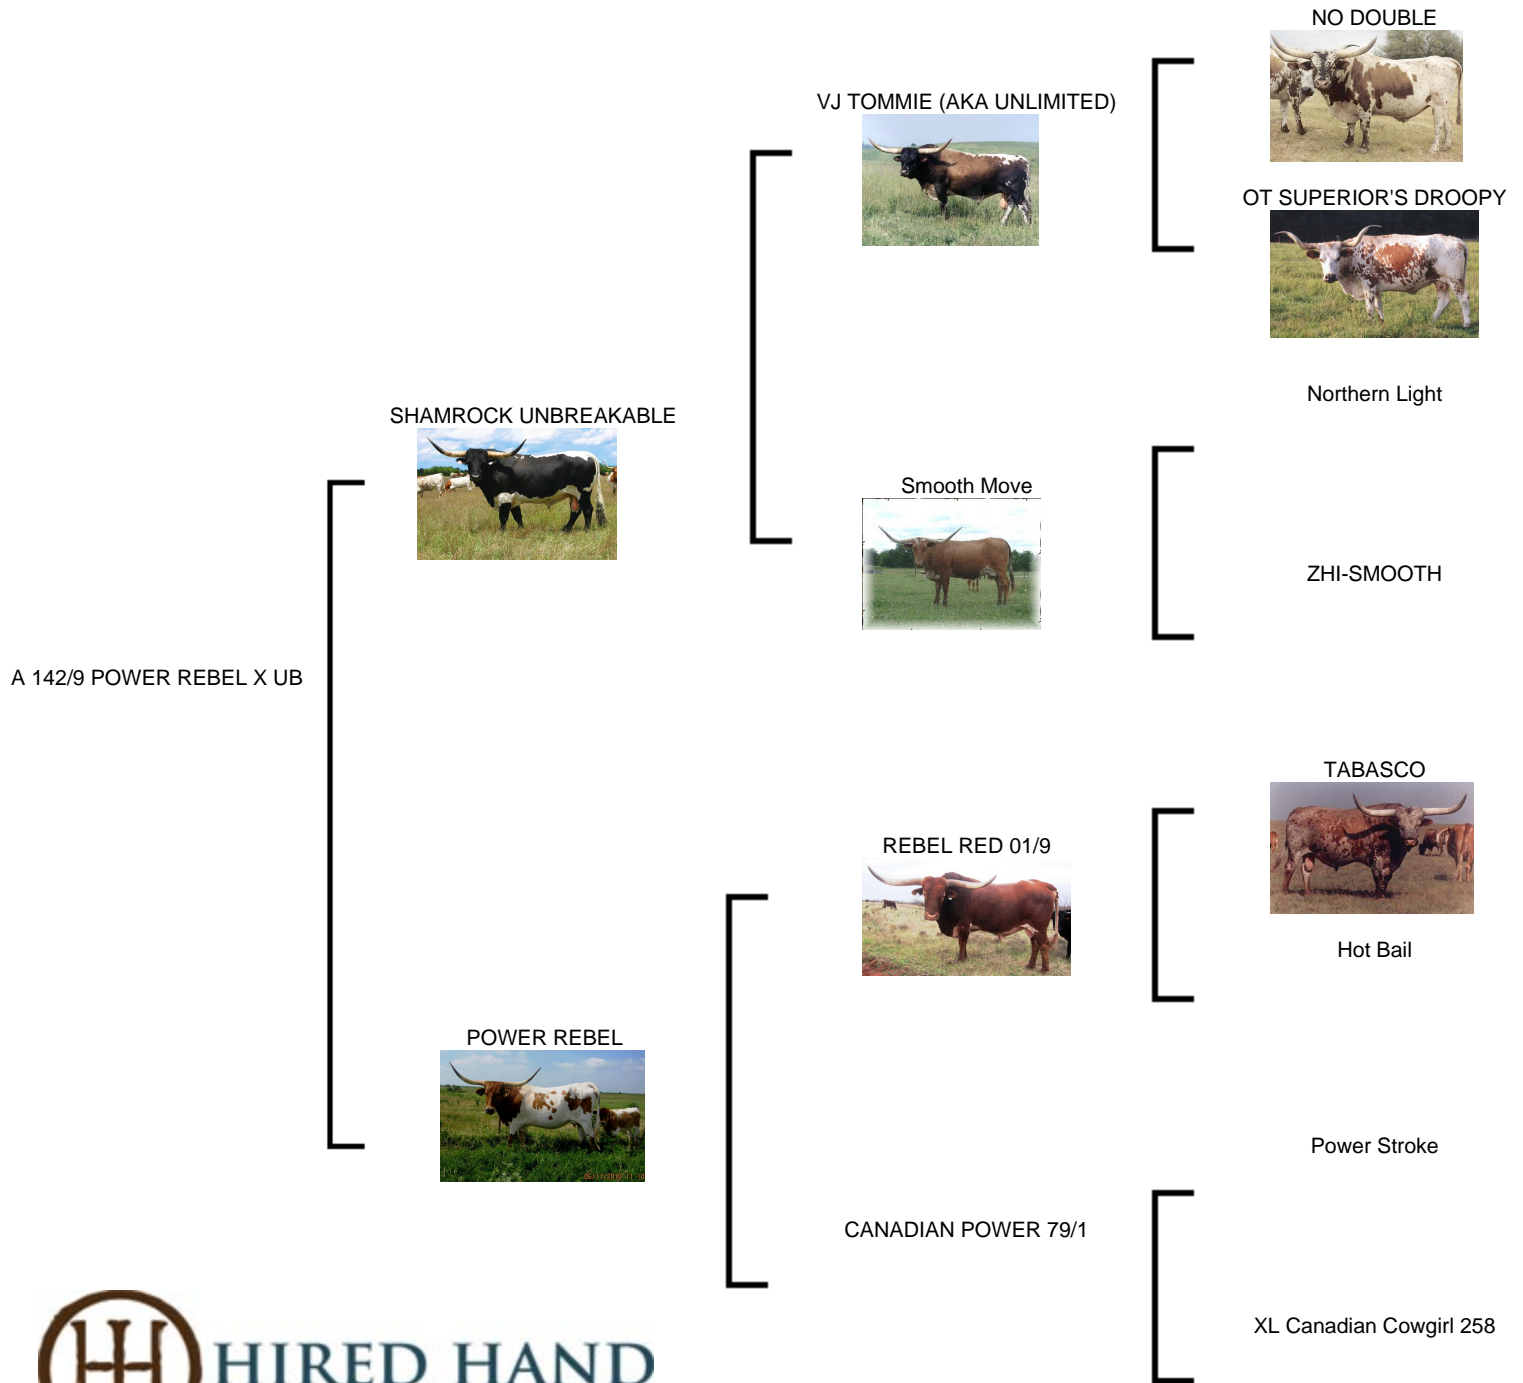 NO DOUBLE
VJ TOMMIE (AKA UNLIMITED)
OT SUPERIOR'S DROOPY
Northern Light
SHAMROCK UNBREAKABLE
Smooth Move
ZHI-SMOOTH
A 142/9 POWER REBEL X UB
TABASCO
REBEL RED 01/9
Hot Bail
POWER REBEL
Power Stroke
CANADIAN POWER 79/1
XL Canadian Cowgirl 258
HIRED HAND